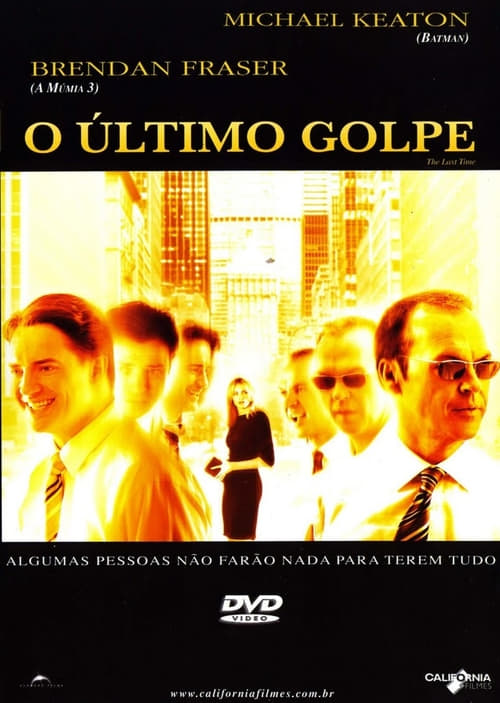 MICHAEL KEATON
(BATMAN)
BRENDAN FRASER
(A MÚMIA 3)
O ÚLTIMO GOLPE
The Last Time
ALGUMAS PESSOAS NÃO FARÃO NADA PARA TEREM TUDO
DVD
VIDEO
CALIFORNIA
FILMES
www.californiafilmes.com.br